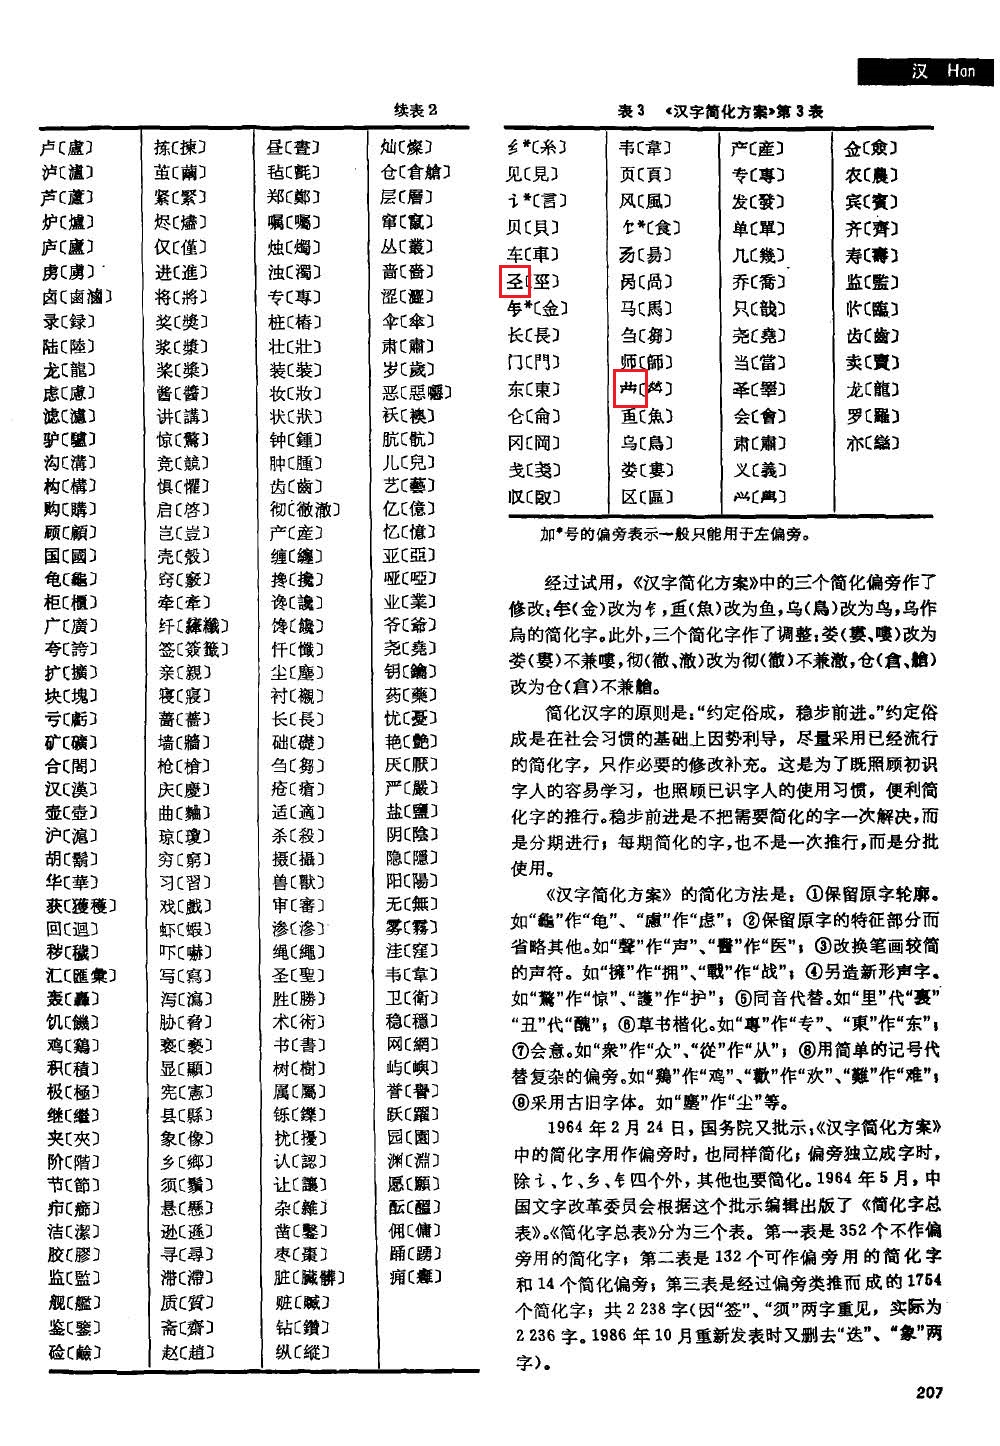 汉 Han
续表2
卢〔盧〕 拣〔揀〕 昼〔晝〕 灿〔燦〕
泸〔瀘〕 茧〔繭〕 毡〔氈〕 仓〔倉艙〕
芦〔蘆〕 紧〔緊〕 郑〔鄭〕 层〔層〕
炉〔爐〕 烬〔燼〕 嘱〔囑〕 窜〔竄〕
庐〔廬〕 仅〔僅〕 烛〔燭〕 丛〔叢〕
虏〔虜〕 进〔進〕 浊〔濁〕 啬〔嗇〕
卤〔鹵滷〕 将〔將〕 专〔專〕 涩〔澀〕
录〔録〕 奖〔奬〕 桩〔樁〕 伞〔傘〕
陆〔陸〕 浆〔漿〕 壮〔壯〕 肃〔肅〕
龙〔龍〕 桨〔槳〕 装〔裝〕 岁〔歲〕
虑〔慮〕 酱〔醬〕 妆〔妝〕 恶〔惡噁〕
滤〔濾〕 讲〔講〕 状〔狀〕 袄〔襖〕
驴〔驢〕 惊〔驚〕 钟〔鍾〕 肮〔骯〕
沟〔溝〕 竞〔競〕 肿〔腫〕 儿〔兒〕
构〔構〕 惧〔懼〕 齿〔齒〕 艺〔藝〕
购〔購〕 启〔啓〕 彻〔徹澈〕 亿〔億〕
顾〔顧〕 岂〔豈〕 产〔産〕 忆〔憶〕
国〔國〕 壳〔殼〕 缠〔纏〕 亚〔亞〕
龟〔龜〕 窍〔竅〕 搀〔攙〕 哑〔啞〕
柜〔櫃〕 牵〔牽〕 谗〔讒〕 业〔業〕
广〔廣〕 纤〔縴纖〕 馋〔饞〕 爷〔爺〕
夸〔誇〕 签〔簽籤〕 忏〔懺〕 尧〔堯〕
扩〔擴〕 亲〔親〕 尘〔塵〕 钥〔鑰〕
块〔塊〕 寝〔寢〕 衬〔襯〕 药〔藥〕
亏〔虧〕 蔷〔薔〕 长〔長〕 忧〔憂〕
矿〔礦〕 墙〔牆〕 础〔礎〕 艳〔艷〕
合〔閤〕 枪〔槍〕 刍〔芻〕 厌〔厭〕
汉〔漢〕 庆〔慶〕 疮〔瘡〕 严〔嚴〕
壶〔壺〕 曲〔麯〕 适〔適〕 盐〔鹽〕
沪〔滬〕 琼〔瓊〕 杀〔殺〕 阴〔陰〕
胡〔鬍〕 穷〔窮〕 摄〔攝〕 隐〔隱〕
华〔華〕 习〔習〕 兽〔獸〕 阳〔陽〕
获〔獲穫〕 戏〔戲〕 审〔審〕 无〔無〕
回〔迴〕 虾〔蝦〕 渗〔滲〕 雾〔霧〕
秽〔穢〕 吓〔嚇〕 绳〔繩〕 洼〔窪〕
汇〔匯彙〕 写〔寫〕 圣〔聖〕 韦〔韋〕
轰〔轟〕 泻〔瀉〕 胜〔勝〕 卫〔衛〕
饥〔饑〕 胁〔脅〕 术〔術〕 稳〔穩〕
鸡〔鷄〕 亵〔褻〕 书〔書〕 网〔網〕
积〔積〕 显〔顯〕 树〔樹〕 屿〔嶼〕
极〔極〕 宪〔憲〕 属〔屬〕 誉〔譽〕
继〔繼〕 县〔縣〕 铄〔鑠〕 跃〔躍〕
夹〔夾〕 象〔像〕 扰〔擾〕 园〔園〕
阶〔階〕 乡〔鄉〕 认〔認〕 渊〔淵〕
节〔節〕 须〔鬚〕 让〔讓〕 愿〔願〕
疖〔癤〕 悬〔懸〕 杂〔雜〕 酝〔醖〕
洁〔潔〕 逊〔遜〕 凿〔鑿〕 佣〔傭〕
胶〔膠〕 寻〔尋〕 枣〔棗〕 踊〔踴〕
监〔監〕 滞〔滯〕 脏〔臟髒〕 痈〔癰〕
舰〔艦〕 质〔質〕 赃〔贓〕
鉴〔鑒〕 斋〔齋〕 钻〔鑽〕
硷〔鹼〕 赵〔趙〕 纵〔縱〕
表3 《汉字简化方案》第3表
纟*〔糹〕 韦〔韋〕 产〔産〕 佥〔僉〕
见〔見〕 页〔頁〕 专〔專〕 农〔農〕
讠*〔言〕 风〔風〕 发〔發〕 宾〔賓〕
贝〔貝〕 饣*〔食〕 单〔單〕 齐〔齊〕
车〔車〕 𠃓〔昜〕 几〔幾〕 寿〔壽〕
𢀖〔巠〕 呙〔咼〕 乔〔喬〕 监〔監〕
〔金〕 马〔馬〕 只〔戠〕 〔臨〕
长〔長〕 刍〔芻〕 尧〔堯〕 齿〔齒〕
门〔門〕 师〔師〕 当〔當〕 卖〔賣〕
东〔東〕 𫇦〔𤇾〕 𠬤〔睪〕 龙〔龍〕
仑〔侖〕 〔魚〕 会〔會〕 罗〔羅〕
冈〔岡〕 乌〔鳥〕 肃〔肅〕 亦〔䜌〕
戋〔戔〕 娄〔婁〕 义〔義〕
収〔臤〕 区〔區〕 〔𦥯〕
加*号的偏旁表示一般只能用于左偏旁。
经过试用，《汉字简化方案》中的三个简化偏旁作了
修改：(金)改为钅，(魚)改为鱼，乌(鳥)改为鸟，乌作
烏的简化字。此外，三个简化字作了调整：娄(婁、嘍)改为
娄(婁)不兼嘍，彻(徹、澈)改为彻(徹)不兼澈，仓(倉、艙)
改为仓(倉)不兼艙。
简化汉字的原则是：“约定俗成，稳步前进。”约定俗
成是在社会习惯的基础上因势利导，尽量采用已经流行
的简化字，只作必要的修改补充。这是为了既照顾初识
字人的容易学习，也照顾已识字人的使用习惯，便利简
化字的推行。稳步前进是不把需要简化的字一次解决，而
是分期进行；每期简化的字，也不是一次推行，而是分批
使用。
《汉字简化方案》的简化方法是：①保留原字轮廓。
如“龜”作“龟”、“慮”作“虑”；②保留原字的特征部分而
省略其他。如“聲”作“声”、“醫”作“医”；③改换笔画较简
的声符。如“擁”作“拥”、“戰”作“战”；④另造新形声字。
如“驚”作“惊”、“護”作“护”；⑤同音代替。如“里”代“裏”
“丑”代“醜”；⑥草书楷化。如“專”作“专”、“東”作“东”；
⑦会意。如“衆”作“众”、“從”作“从”；⑧用简单的记号代
替复杂的偏旁。如“鷄”作“鸡”、“歡”作“欢”、“難”作“难”；
⑨采用古旧字体。如“塵”作“尘”等。
1964年2月24日，国务院又批示：《汉字简化方案》
中的简化字用作偏旁时，也同样简化；偏旁独立成字时，
除讠、饣、纟、钅四个外，其他也要简化。1964年5月，中
国文字改革委员会根据这个批示编辑出版了《简化字总
表》。《简化字总表》分为三个表。第一表是352个不作偏
旁用的简化字；第二表是132个可作偏旁用的简化字
和14个简化偏旁；第三表是经过偏旁类推而成的1754
个简化字；共2238字(因“签”、“须”两字重见，实际为
2236字。1986年10月重新发表时又删去“迭”、“象”两
字)。
207